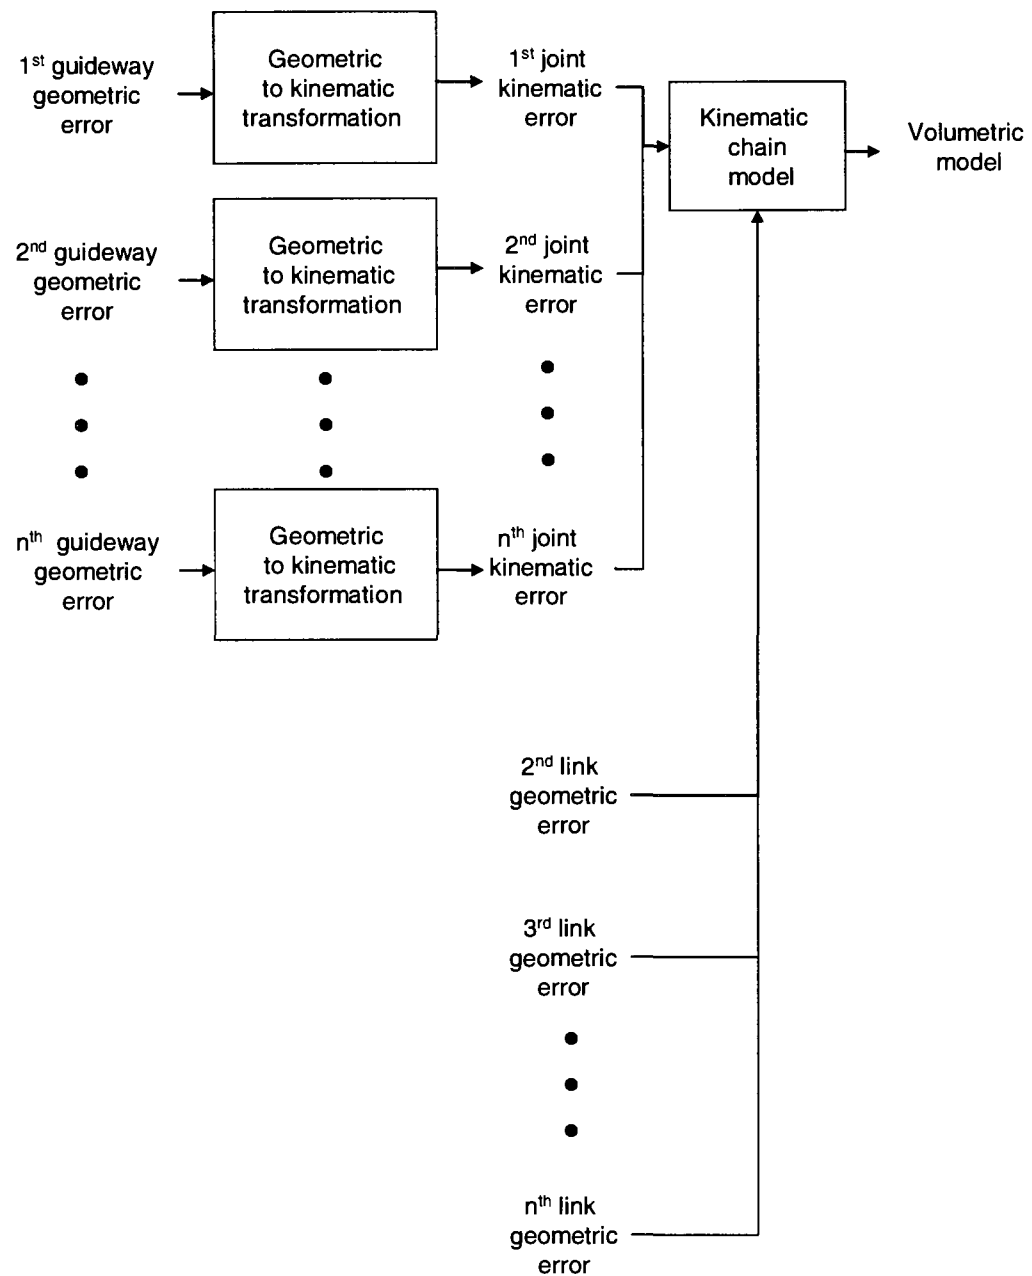 1st guideway
geometric
error
Geometric
to kinematic
transformation
1st joint
kinematic
error
Kinematic
chain
model
Volumetric
model
2nd guideway
geometric
error
Geometric
to kinematic
transformation
2nd joint
kinematic
error
nth guideway
geometric
error
Geometric
to kinematic
transformation
nth joint
kinematic
error
2nd link
geometric
error
3rd link
geometric
error
nth link
geometric
error